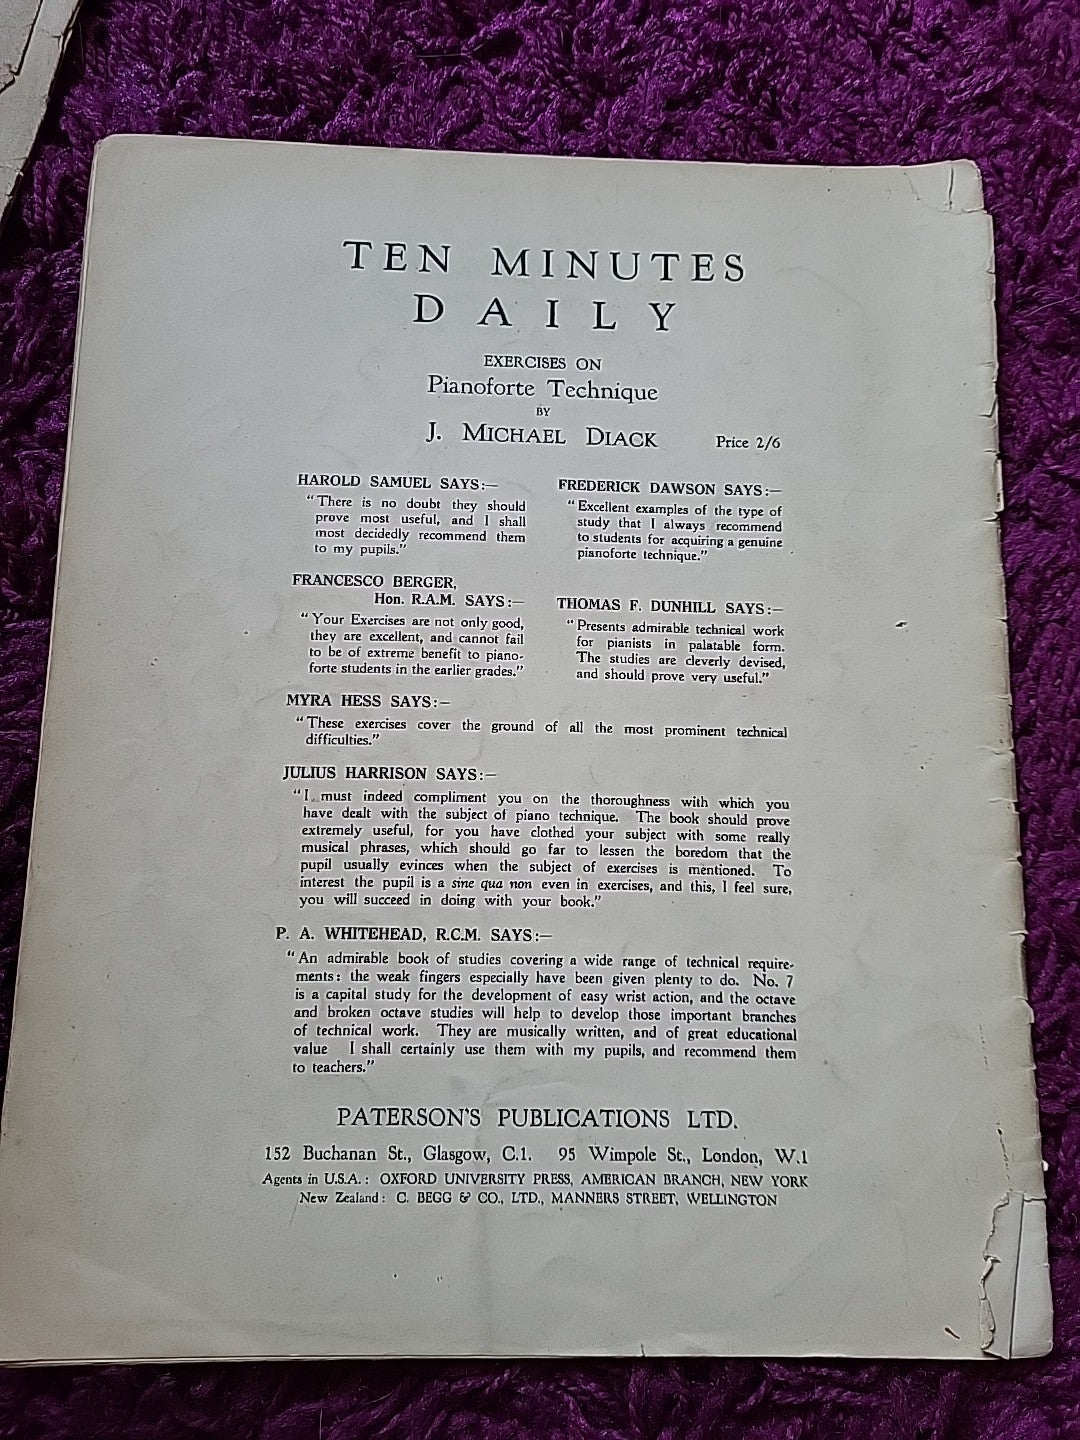 TEN MINUTES
DAILY
EXERCISES ON
Pianoforte Technique
BY
J. MICHAEL DIACK Price 2/6
HAROLD SAMUEL SAYS:—
"There is no doubt they should
prove most useful, and I shall
most decidedly recommend them
to my pupils."
FREDERICK DAWSON SAYS:—
"Excellent examples of the type of
study that I always recommend
to students for acquiring a genuine
pianoforte technique."
FRANCESCO BERGER,
Hon. R.A.M. SAYS:—
"Your Exercises are not only good,
they are excellent, and cannot fail
to be of extreme benefit to piano-
forte students in the earlier grades."
THOMAS F. DUNHILL SAYS:—
"Presents admirable technical work
for pianists in palatable form.
The studies are cleverly devised,
and should prove very useful."
MYRA HESS SAYS:—
"These exercises cover the ground of all the most prominent technical
difficulties."
JULIUS HARRISON SAYS:—
"I must indeed compliment you on the thoroughness with which you
have dealt with the subject of piano technique. The book should prove
extremely useful, for you have clothed your subject with some really
musical phrases, which should go far to lessen the boredom that the
pupil usually evinces when the subject of exercises is mentioned. To
interest the pupil is a sine qua non even in exercises, and this, I feel sure,
you will succeed in doing with your book."
P. A. WHITEHEAD, R.C.M. SAYS:—
"An admirable book of studies covering a wide range of technical require-
ments: the weak fingers especially have been given plenty to do. No. 7
is a capital study for the development of easy wrist action, and the octave
and broken octave studies will help to develop those important branches
of technical work. They are musically written, and of great educational
value I shall certainly use them with my pupils, and recommend them
to teachers."
PATERSON'S PUBLICATIONS LTD.
152 Buchanan St., Glasgow, C.1. 95 Wimpole St., London, W.1
Agents in U.S.A.: OXFORD UNIVERSITY PRESS, AMERICAN BRANCH, NEW YORK
New Zealand: C. BEGG & CO., LTD., MANNERS STREET, WELLINGTON